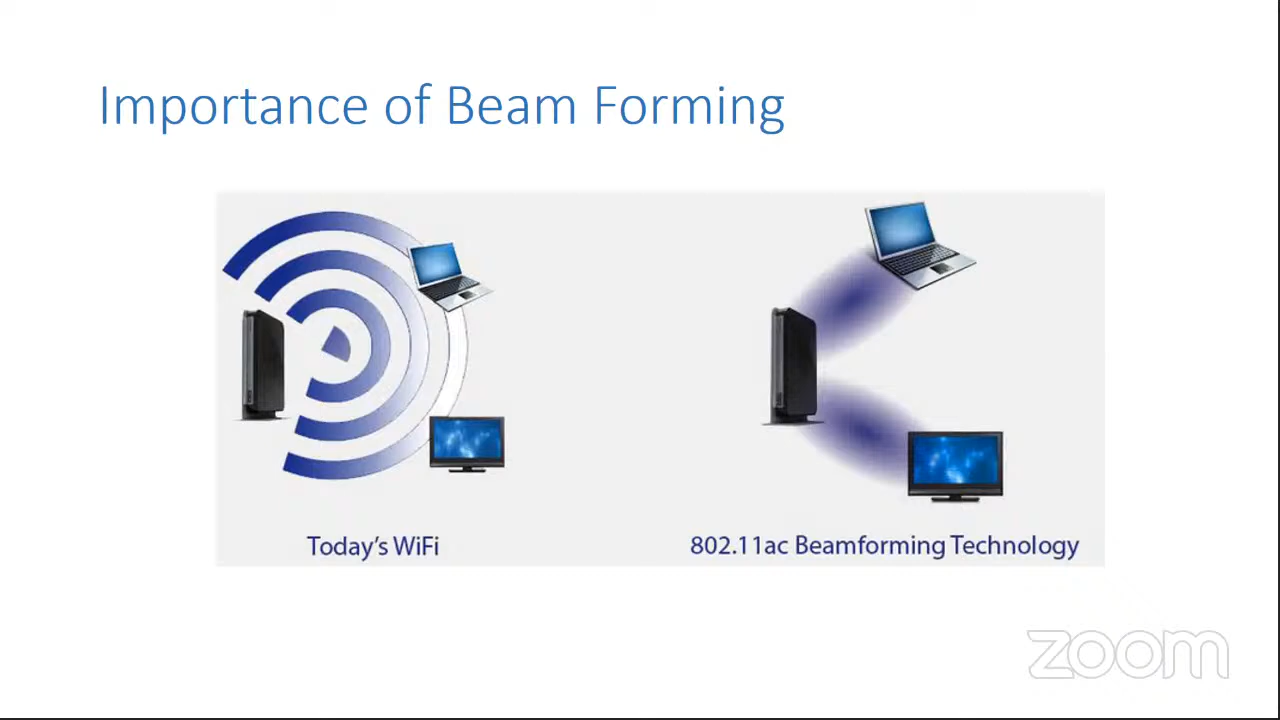 Importance of Beam Forming
Today's WiFi
802.11ac Beamforming Technology
zoom